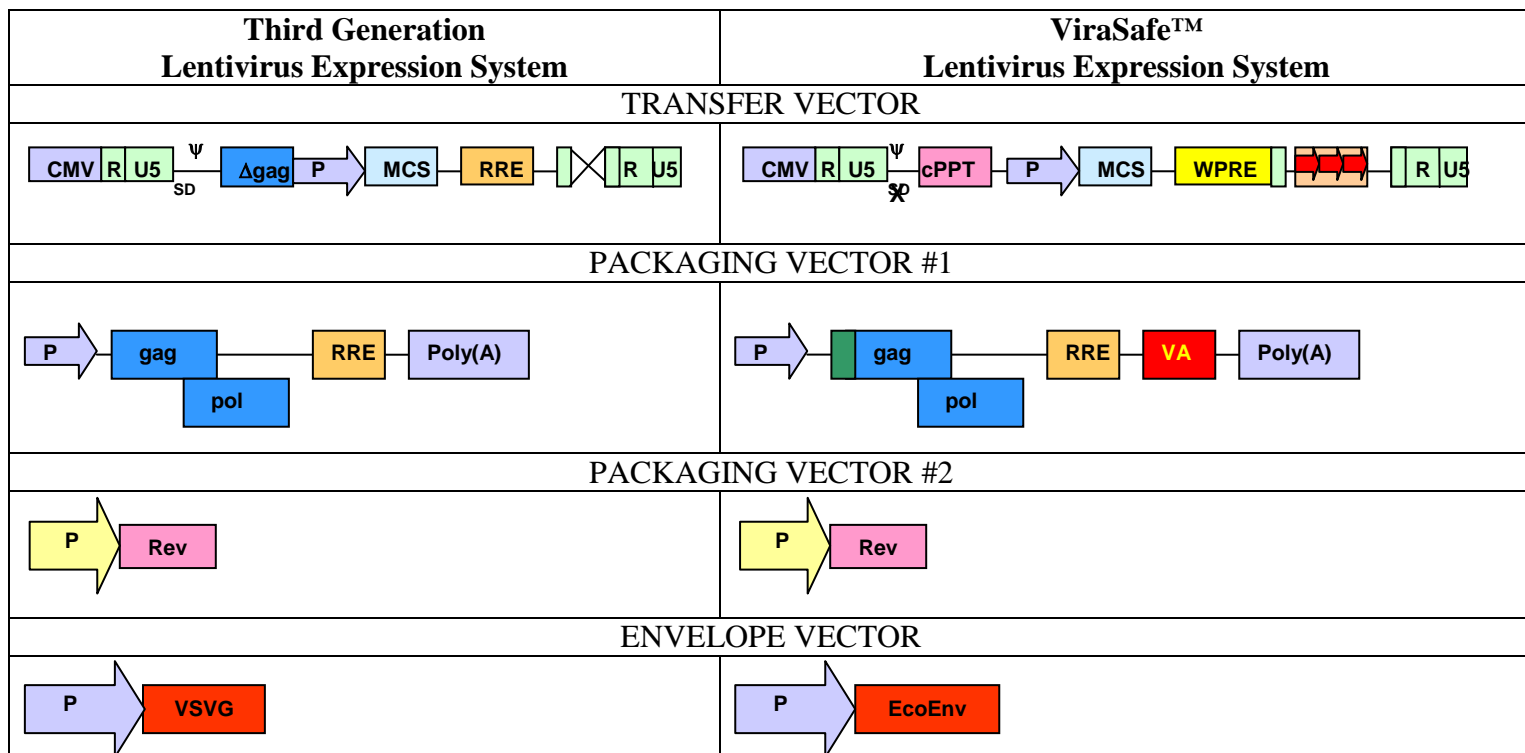 Third Generation
Lentivirus Expression System
ViraSafe™
Lentivirus Expression System
TRANSFER VECTOR
CMV R U5 Ψ SD Δgag P MCS RRE R U5
CMV R U5 Ψ SD X cPPT P MCS WPRE R U5
PACKAGING VECTOR #1
P gag RRE Poly(A)
pol
P gag RRE VA Poly(A)
pol
PACKAGING VECTOR #2
P Rev
P Rev
ENVELOPE VECTOR
P VSVG
P EcoEnv